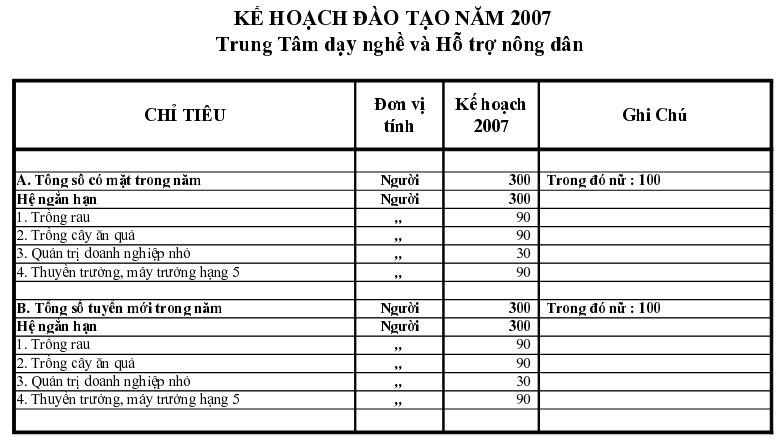 KẾ HOẠCH ĐÀO TẠO NĂM 2007
Trung Tâm dạy nghề và Hỗ trợ nông dân
CHỈ TIÊU Đơn vị tính Kế hoạch 2007 Ghi Chú
A. Tổng số có mặt trong năm Người 300 Trong đó nữ : 100
Hệ ngắn hạn Người 300
1. Trồng rau ,, 90
2. Trồng cây ăn quả ,, 90
3. Quản trị doanh nghiệp nhỏ ,, 30
4. Thuyền trưởng, máy trưởng hạng 5 ,, 90
B. Tổng số tuyển mới trong năm Người 300 Trong đó nữ : 100
Hệ ngắn hạn Người 300
1. Trồng rau ,, 90
2. Trồng cây ăn quả ,, 90
3. Quản trị doanh nghiệp nhỏ ,, 30
4. Thuyền trưởng, máy trưởng hạng 5 ,, 90